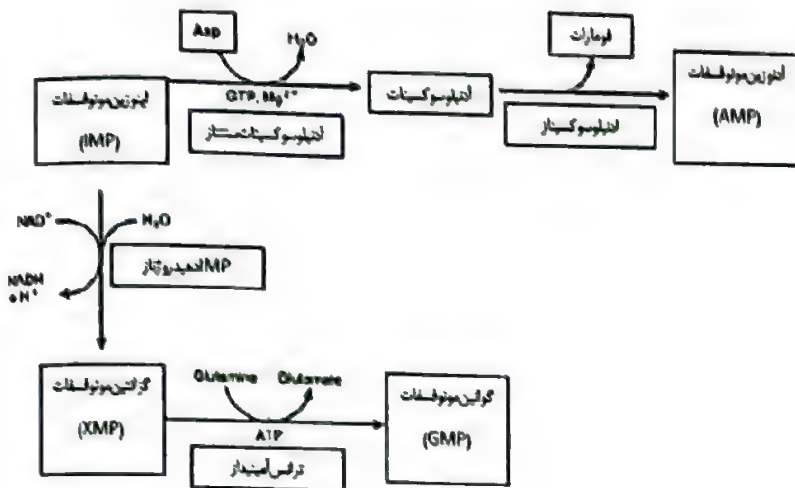 Asp
H₂O
اینوزین مونوفسفات
(IMP)
GTP, Mg²⁺
آدنیلوسوکسینات سنتتاز
آدنیلوسوکسینات
فومارات
آدنیلوسوکسیناز
آدنوزین مونوفسفات
(AMP)
NAD⁺
H₂O
NADH
+ H⁺
IMP دهیدروژناز
گزانتین مونوفسفات
(XMP)
Glutamine
Glutamate
ATP
ترانس آمیدیناز
گوانین مونوفسفات
(GMP)